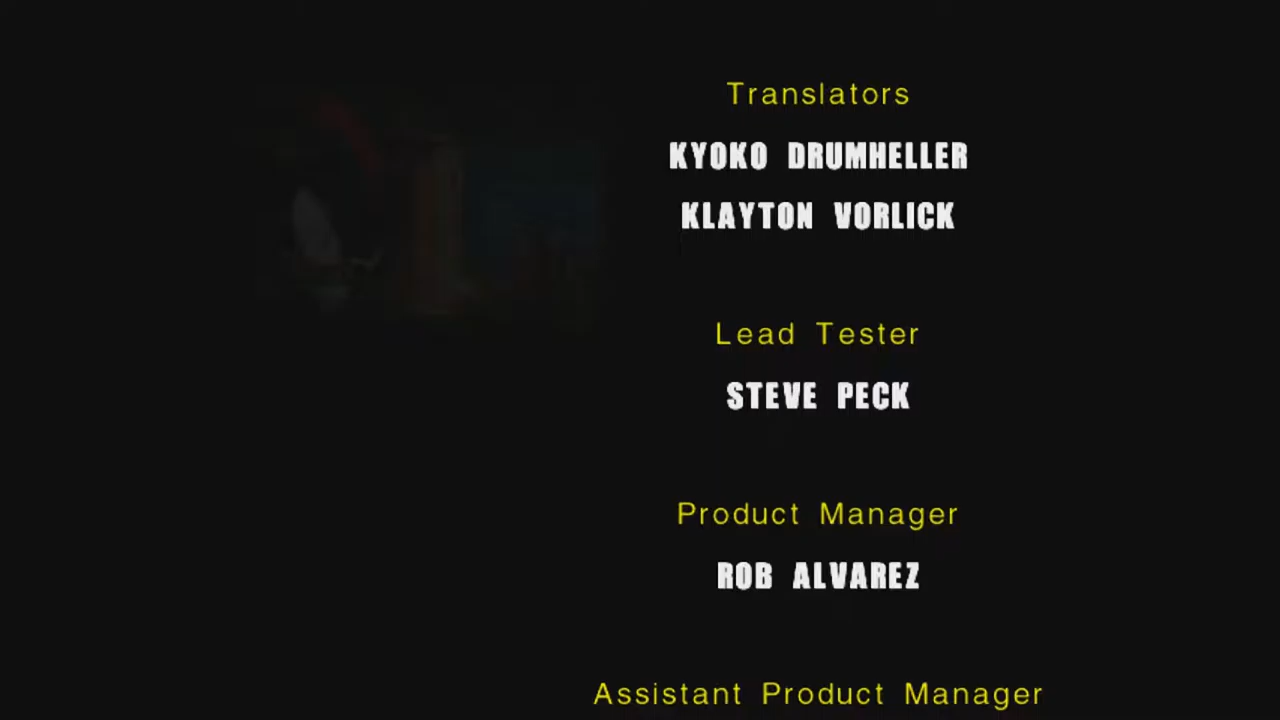 Translators
KYOKO DRUMHELLER
KLAYTON VORLICK
Lead Tester
STEVE PECK
Product Manager
ROB ALVAREZ
Assistant Product Manager